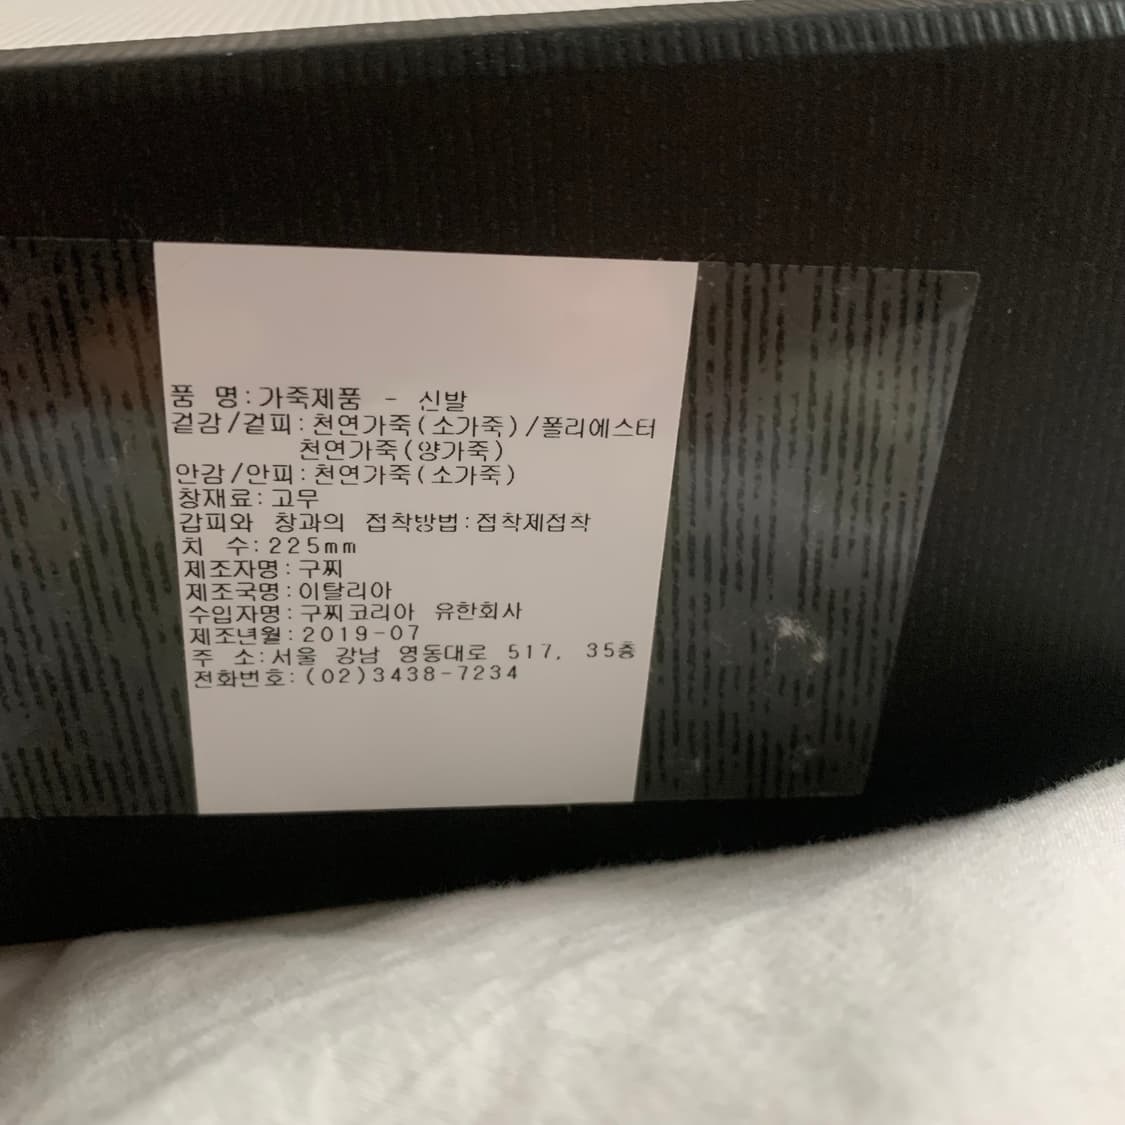 품 명:가죽제품 - 신발
겉감/겉피:천연가죽(소가죽)/폴리에스터
천연가죽(양가죽)
안감/안피:천연가죽(소가죽)
창재료:고무
갑피와 창과의 접착방법:접착제접착
치 수:225mm
제조자명:구찌
제조국명:이탈리아
수입자명:구찌코리아 유한회사
제조년월:2019-07
주 소:서울 강남 영동대로 517, 35층
전화번호:(02)3438-7234